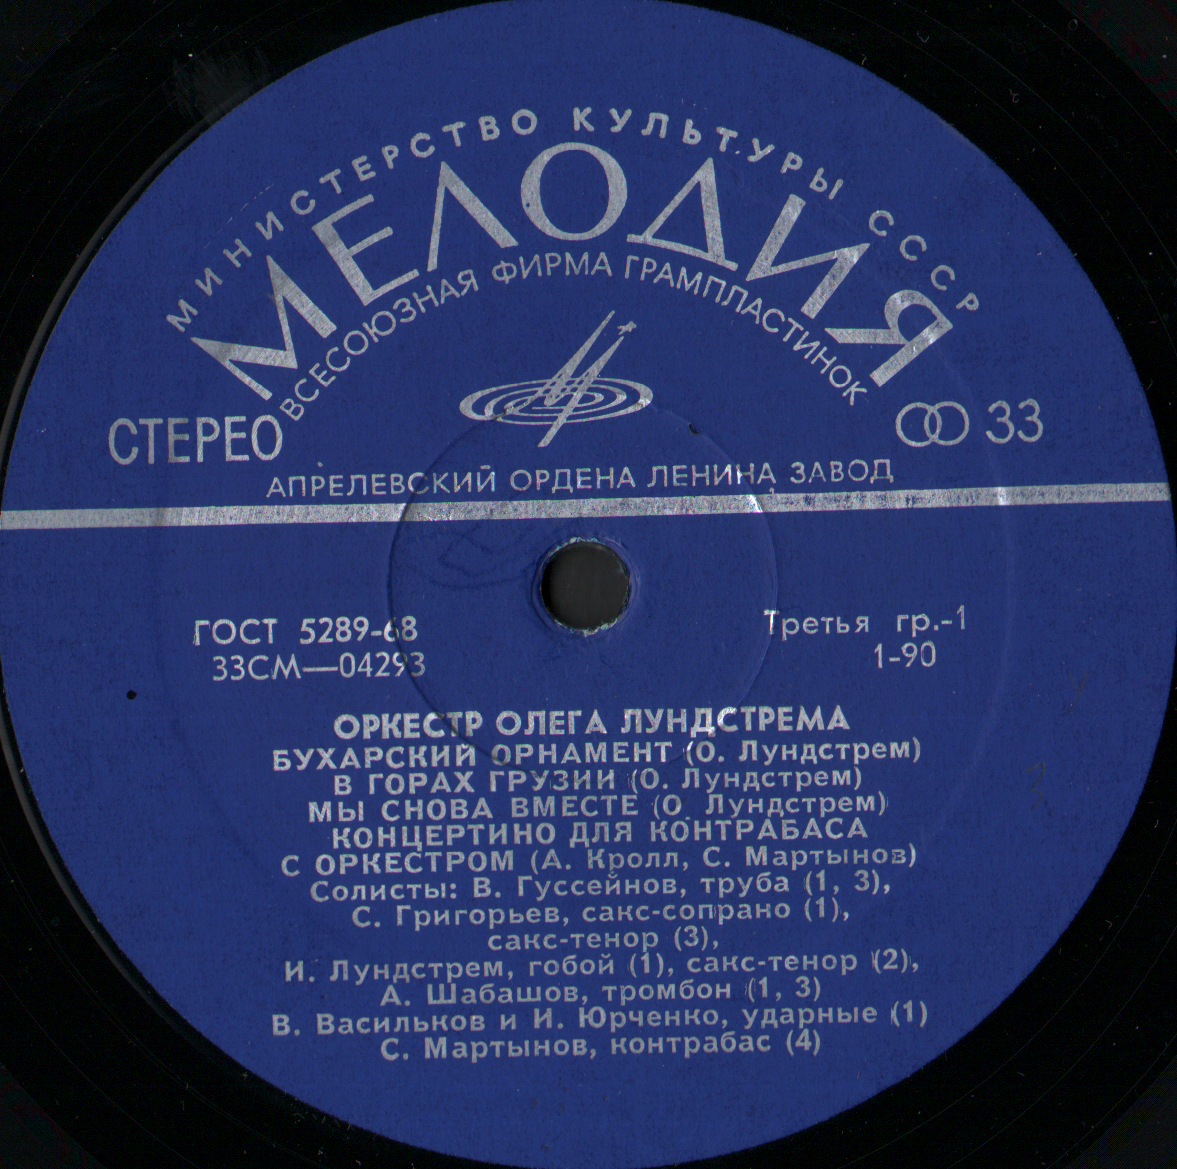 МИНИСТЕРСТВО КУЛЬТУРЫ СССР
МЕЛОДИЯ
ВСЕСОЮЗНАЯ ФИРМА ГРАМПЛАСТИНОК
СТЕРЕО
33
АПРЕЛЕВСКИЙ ОРДЕНА ЛЕНИНА ЗАВОД
ГОСТ 5289-68
Третья гр.-1
33СМ—04293
1-90
ОРКЕСТР ОЛЕГА ЛУНДСТРЕМА
БУХАРСКИЙ ОРНАМЕНТ (О. Лундстрем)
В ГОРАХ ГРУЗИИ (О. Лундстрем)
МЫ СНОВА ВМЕСТЕ (О. Лундстрем)
КОНЦЕРТИНО ДЛЯ КОНТРАБАСА
С ОРКЕСТРОМ (А. Кролл, С. Мартынов)
Солисты: В. Гуссейнов, труба (1, 3),
С. Григорьев, сакс-сопрано (1),
сакс-тенор (3),
И. Лундстрем, гобой (1), сакс-тенор (2),
А. Шабашов, тромбон (1, 3)
В. Васильков и И. Юрченко, ударные (1)
С. Мартынов, контрабас (4)